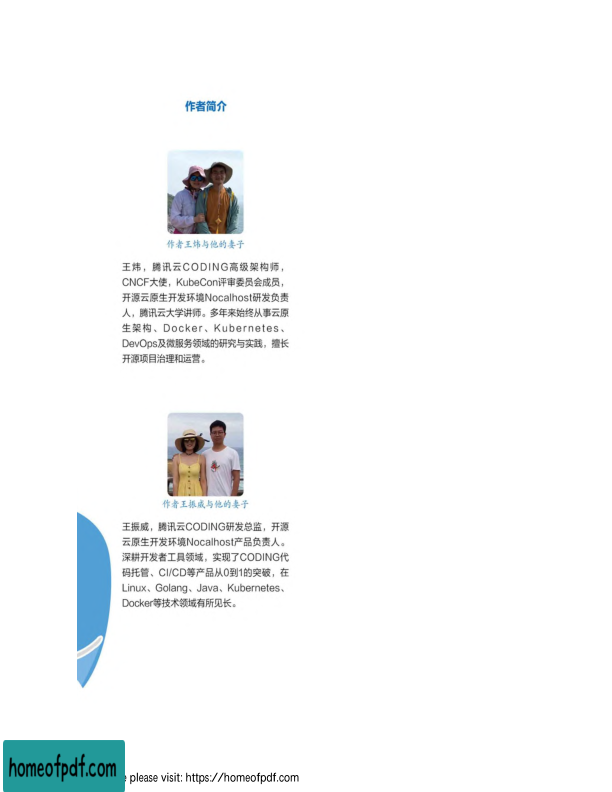 作者简介
作者王炜与他的妻子
王炜，腾讯云CODING高级架构师，
CNCF大使，KubeCon评审委员会成员，
开源云原生开发环境Nocalhost研发负责
人，腾讯云大学讲师。多年来始终从事云原
生架构、Docker、Kubernetes、
DevOps及微服务领域的研究与实践，擅长
开源项目治理和运营。
作者王振威与他的妻子
王振威，腾讯云CODING研发总监，开源
云原生开发环境Nocalhost产品负责人。
深耕开发者工具领域，实现了CODING代
码托管、CI/CD等产品从0到1的突破，在
Linux、Golang、Java、Kubernetes、
Docker等技术领域有所见长。
homeofpdf.com
please visit: https://homeofpdf.com